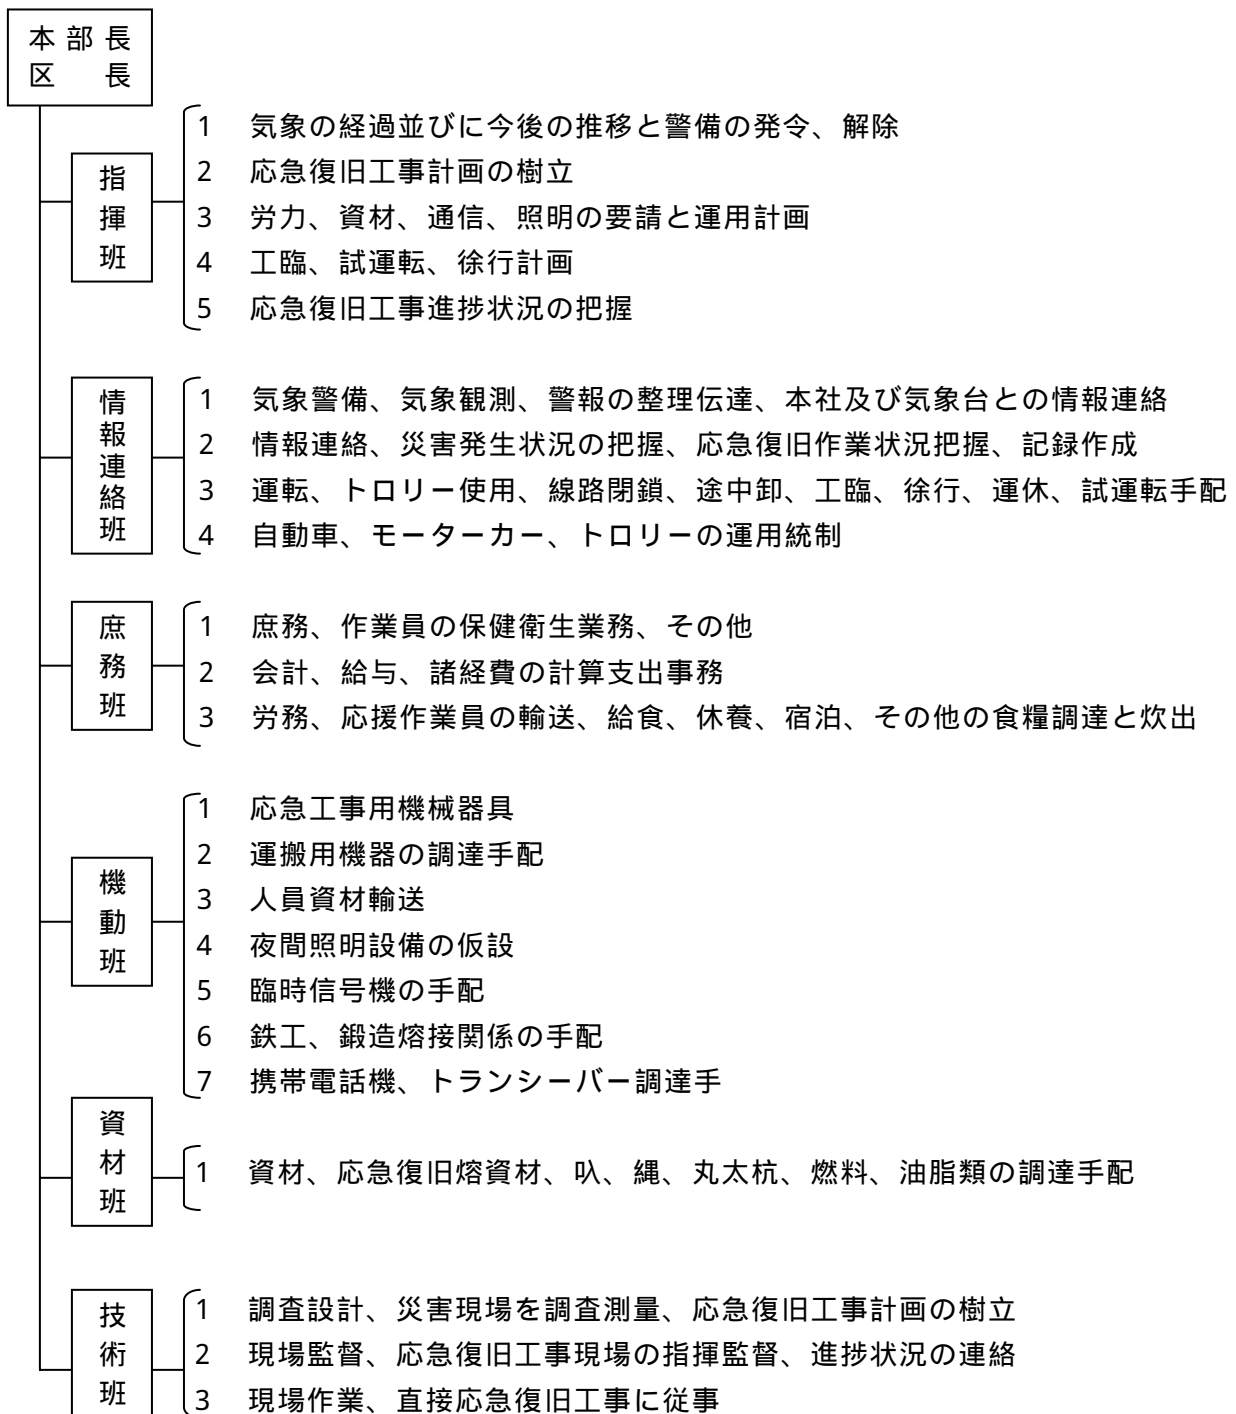 本部長
区　長
指揮班
1　気象の経過並びに今後の推移と警備の発令、解除
2　応急復旧工事計画の樹立
3　労力、資材、通信、照明の要請と運用計画
4　工臨、試運転、徐行計画
5　応急復旧工事進捗状況の把握
情報連絡班
1　気象警備、気象観測、警報の整理伝達、本社及び気象台との情報連絡
2　情報連絡、災害発生状況の把握、応急復旧作業状況把握、記録作成
3　運転、トロリー使用、線路閉鎖、途中卸、工臨、徐行、運休、試運転手配
4　自動車、モーターカー、トロリーの運用統制
庶務班
1　庶務、作業員の保健衛生業務、その他
2　会計、給与、諸経費の計算支出事務
3　労務、応援作業員の輸送、給食、休養、宿泊、その他の食糧調達と炊出
機動班
1　応急工事用機械器具
2　運搬用機器の調達手配
3　人員資材輸送
4　夜間照明設備の仮設
5　臨時信号機の手配
6　鉄工、鍛造熔接関係の手配
7　携帯電話機、トランシーバー調達手
資材班
1　資材、応急復旧熔資材、叺、縄、丸太杭、燃料、油脂類の調達手配
技術班
1　調査設計、災害現場を調査測量、応急復旧工事計画の樹立
2　現場監督、応急復旧工事現場の指揮監督、進捗状況の連絡
3　現場作業、直接応急復旧工事に従事